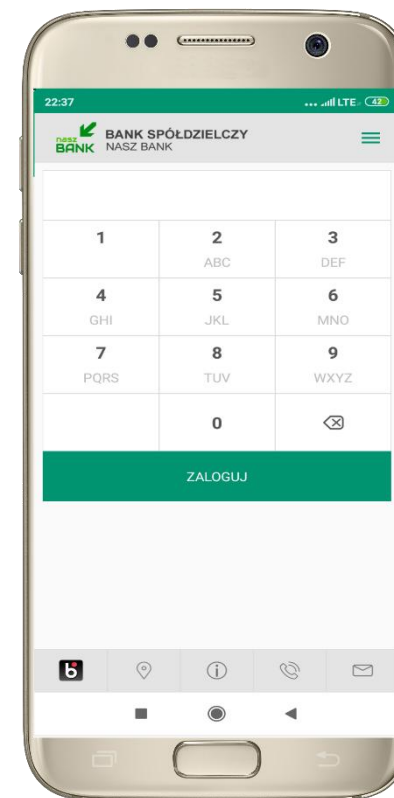 22:37
... LTE 42
nasz BANK
BANK SPÓŁDZIELCZY
NASZ BANK
1 2 3
ABC DEF
4 5 6
GHI JKL MNO
7 8 9
PQRS TUV WXYZ
0
ZALOGUJ
b i